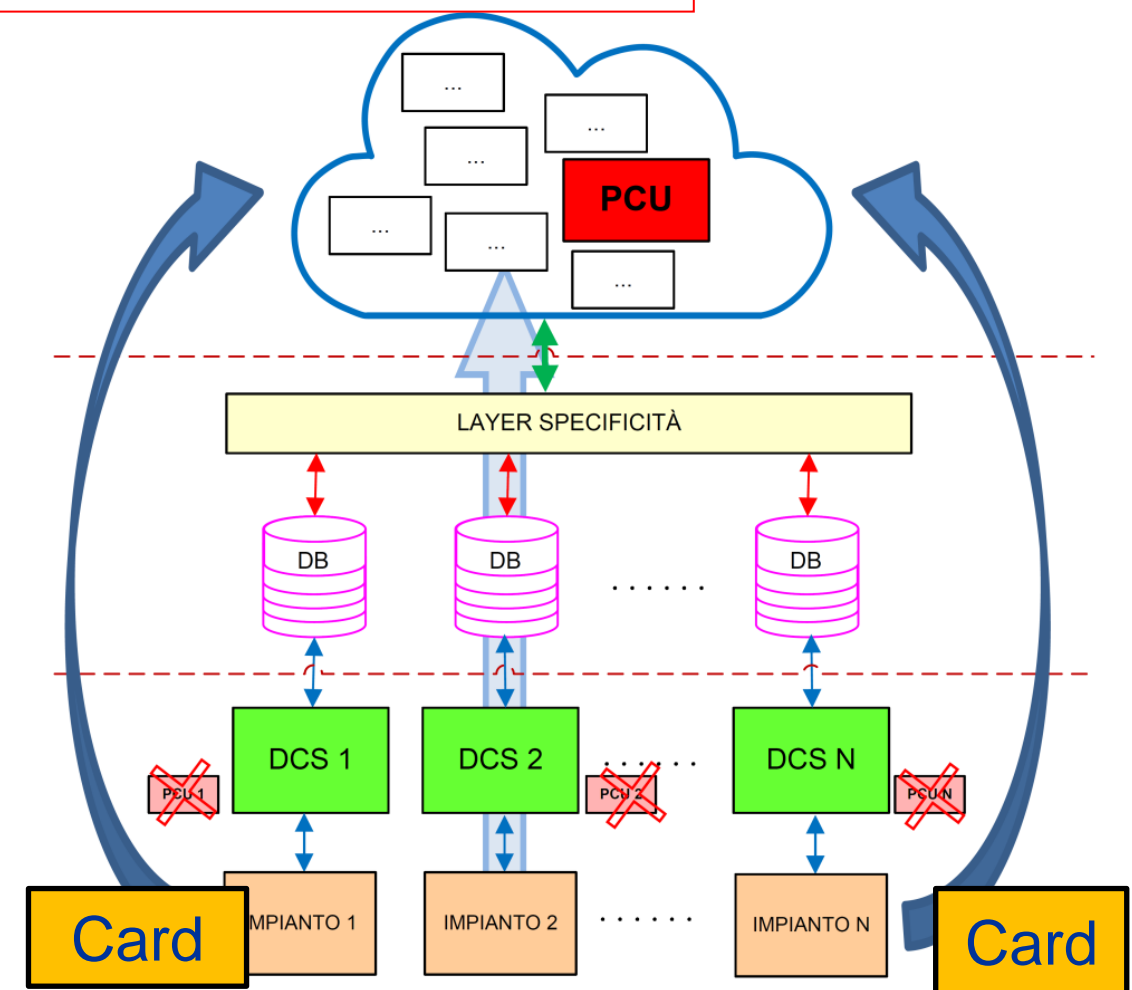 ...
...
...
PCU
...
...
...
LAYER SPECIFICITÀ
DB
DB
DB
. . . . . .
DCS 1
DCS 2
. . . . . .
DCS N
PCU 1
PCU 2
PCU N
IMPIANTO 1
IMPIANTO 2
. . . . . .
IMPIANTO N
Card
Card